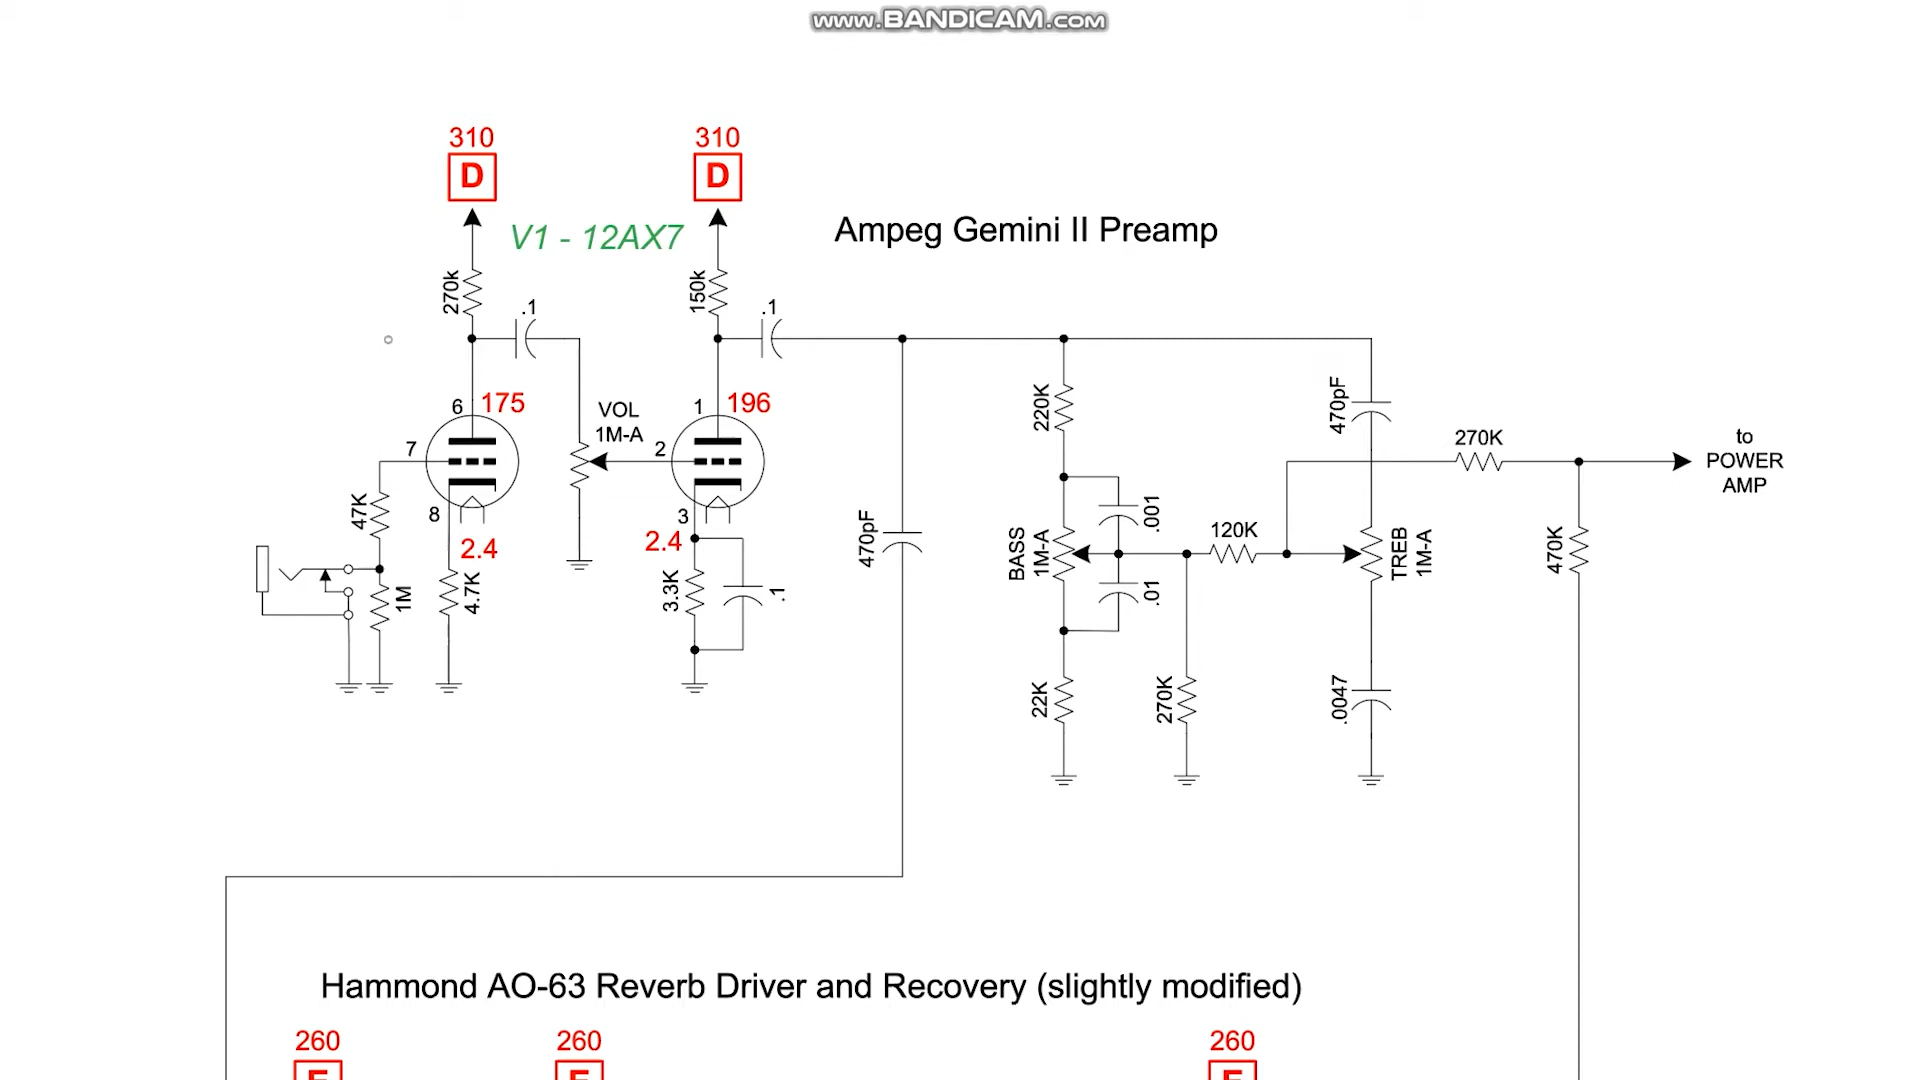 www.BANDICAM.com
310
310
D
D
V1 - 12AX7
Ampeg Gemini II Preamp
270k
.1
150k
.1
6
175
VOL
1M-A
1
196
7
2
220K
470pF
270K
to
POWER
AMP
47K
8
2.4
3
2.4
470pF
.001
BASS
1M-A
120K
TREB
1M-A
470K
1M
4.7K
3.3K
.1
.01
22K
270K
.0047
Hammond AO-63 Reverb Driver and Recovery (slightly modified)
260
260
260